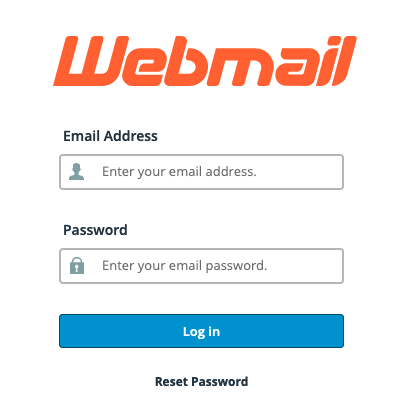 Webmail
Email Address
Enter your email address.
Password
Enter your email password.
Log in
Reset Password